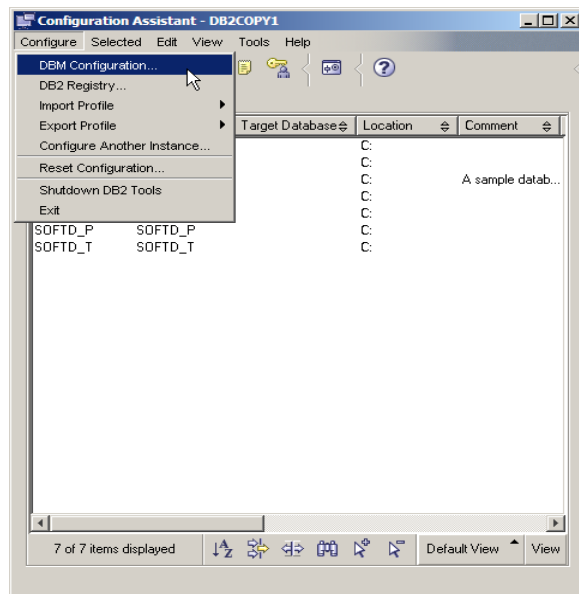 Configuration Assistant - DB2COPY1
Configure Selected Edit View Tools Help
DBM Configuration...
DB2 Registry...
Import Profile
Export Profile
Configure Another Instance...
Reset Configuration...
Shutdown DB2 Tools
Exit
Target Database Location Comment
C:
C:
C: A sample datab...
C:
C:
SOFTD_P SOFTD_P C:
SOFTD_T SOFTD_T C:
7 of 7 items displayed Default View View